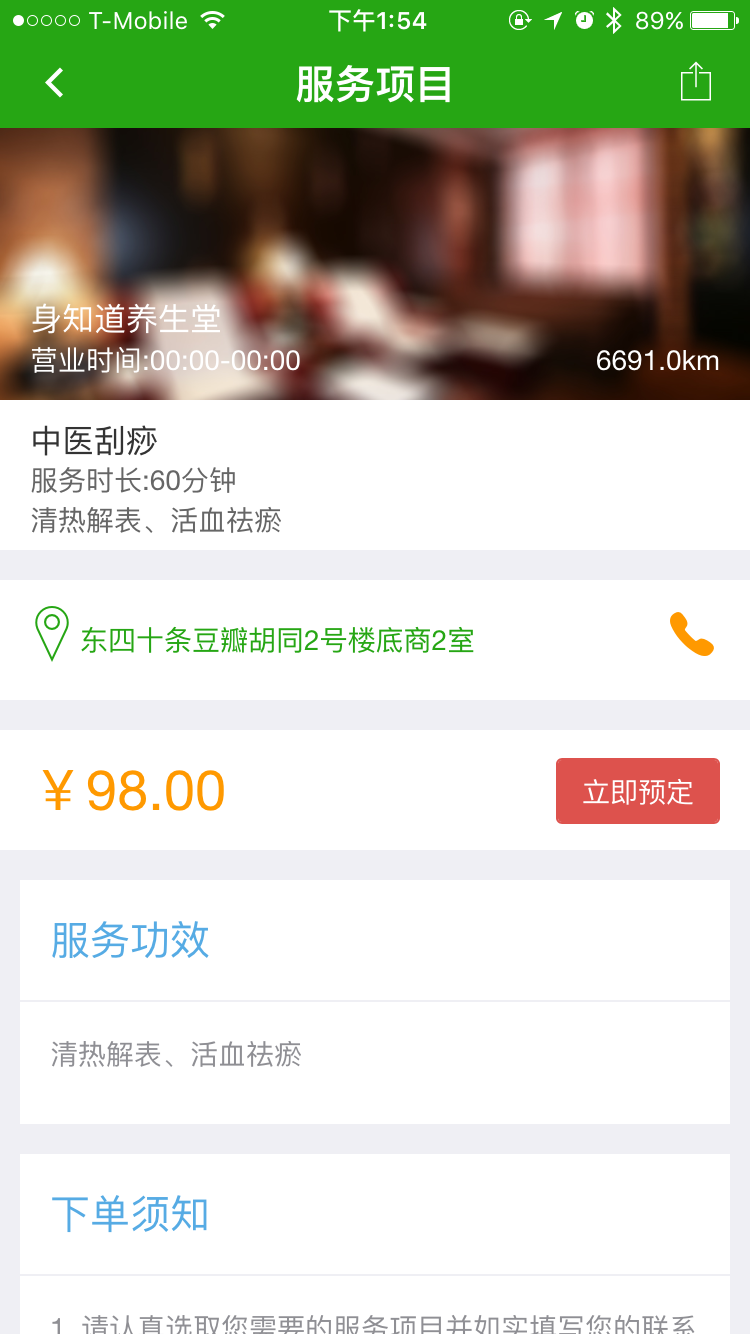 T-Mobile 下午1:54 89%
服务项目
身知道养生堂
营业时间:00:00-00:00 6691.0km
中医刮痧
服务时长:60分钟
清热解表、活血祛瘀
东四十条豆瓣胡同2号楼底商2室
¥ 98.00 立即预定
服务功效
清热解表、活血祛瘀
下单须知
1. 请认真选取您需要的服务项目并如实填写您的联系